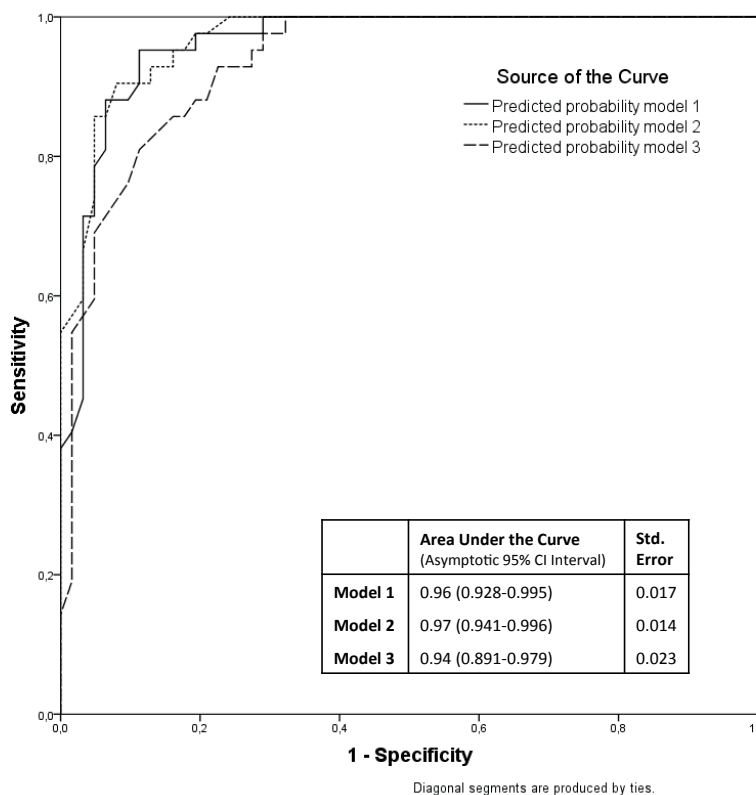 1,0
0,8
0,6
0,4
0,2
0,0
Sensitivity
Source of the Curve
Predicted probability model 1
Predicted probability model 2
Predicted probability model 3
Area Under the Curve Std.
(Asymptotic 95% CI Interval) Error
Model 1 0.96 (0.928-0.995) 0.017
Model 2 0.97 (0.941-0.996) 0.014
Model 3 0.94 (0.891-0.979) 0.023
0,0 0,2 0,4 0,6 0,8 1
1 - Specificity
Diagonal segments are produced by ties.